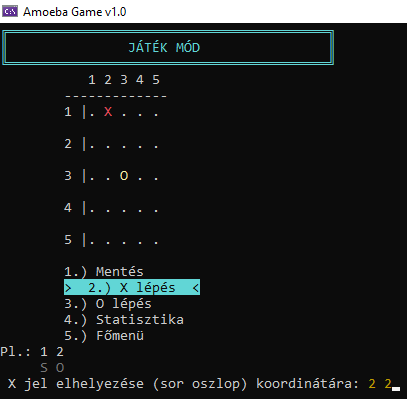 Amoeba Game v1.0
JÁTÉK MÓD
1 2 3 4 5
-------------
1 |. X . . .
2 |. . . . .
3 |. . O . .
4 |. . . . .
5 |. . . . .
1.) Mentés
> 2.) X lépés <
3.) O lépés
4.) Statisztika
5.) Főmenü
Pl.: 1 2
S O
X jel elhelyezése (sor oszlop) koordinátára: 2 2